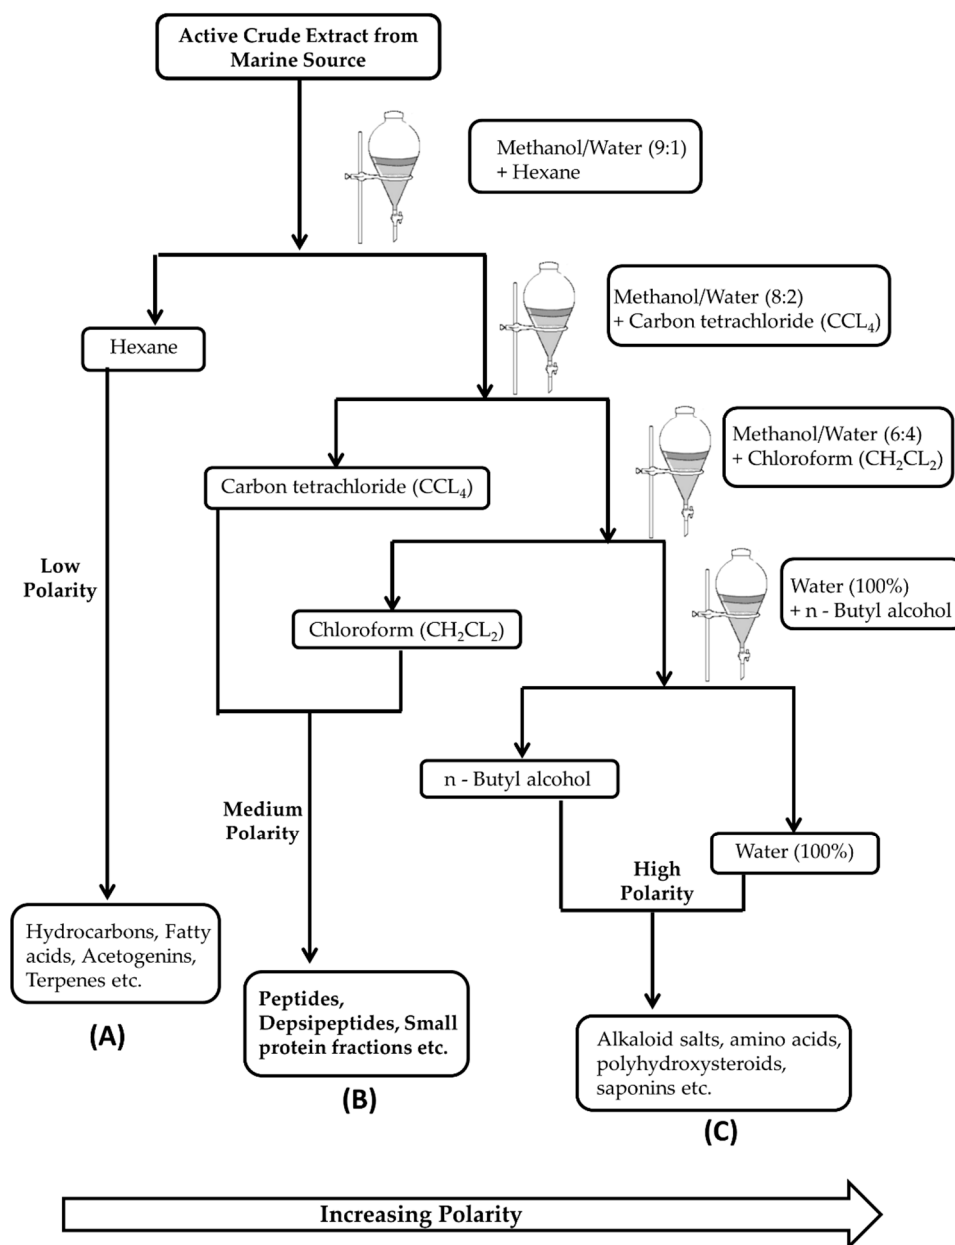 Active Crude Extract from
Marine Source
Methanol/Water (9:1)
+ Hexane
Methanol/Water (8:2)
+ Carbon tetrachloride (CCL₄)
Hexane
Methanol/Water (6:4)
+ Chloroform (CH₂CL₂)
Carbon tetrachloride (CCL₄)
Low
Polarity
Water (100%)
+ n - Butyl alcohol
Chloroform (CH₂CL₂)
n - Butyl alcohol
Medium
Polarity
Water (100%)
High
Polarity
Hydrocarbons, Fatty
acids, Acetogenins,
Terpenes etc.
(A)
Peptides,
Depsipeptides, Small
protein fractions etc.
(B)
Alkaloid salts, amino acids,
polyhydroxysteroids,
saponins etc.
(C)
Increasing Polarity